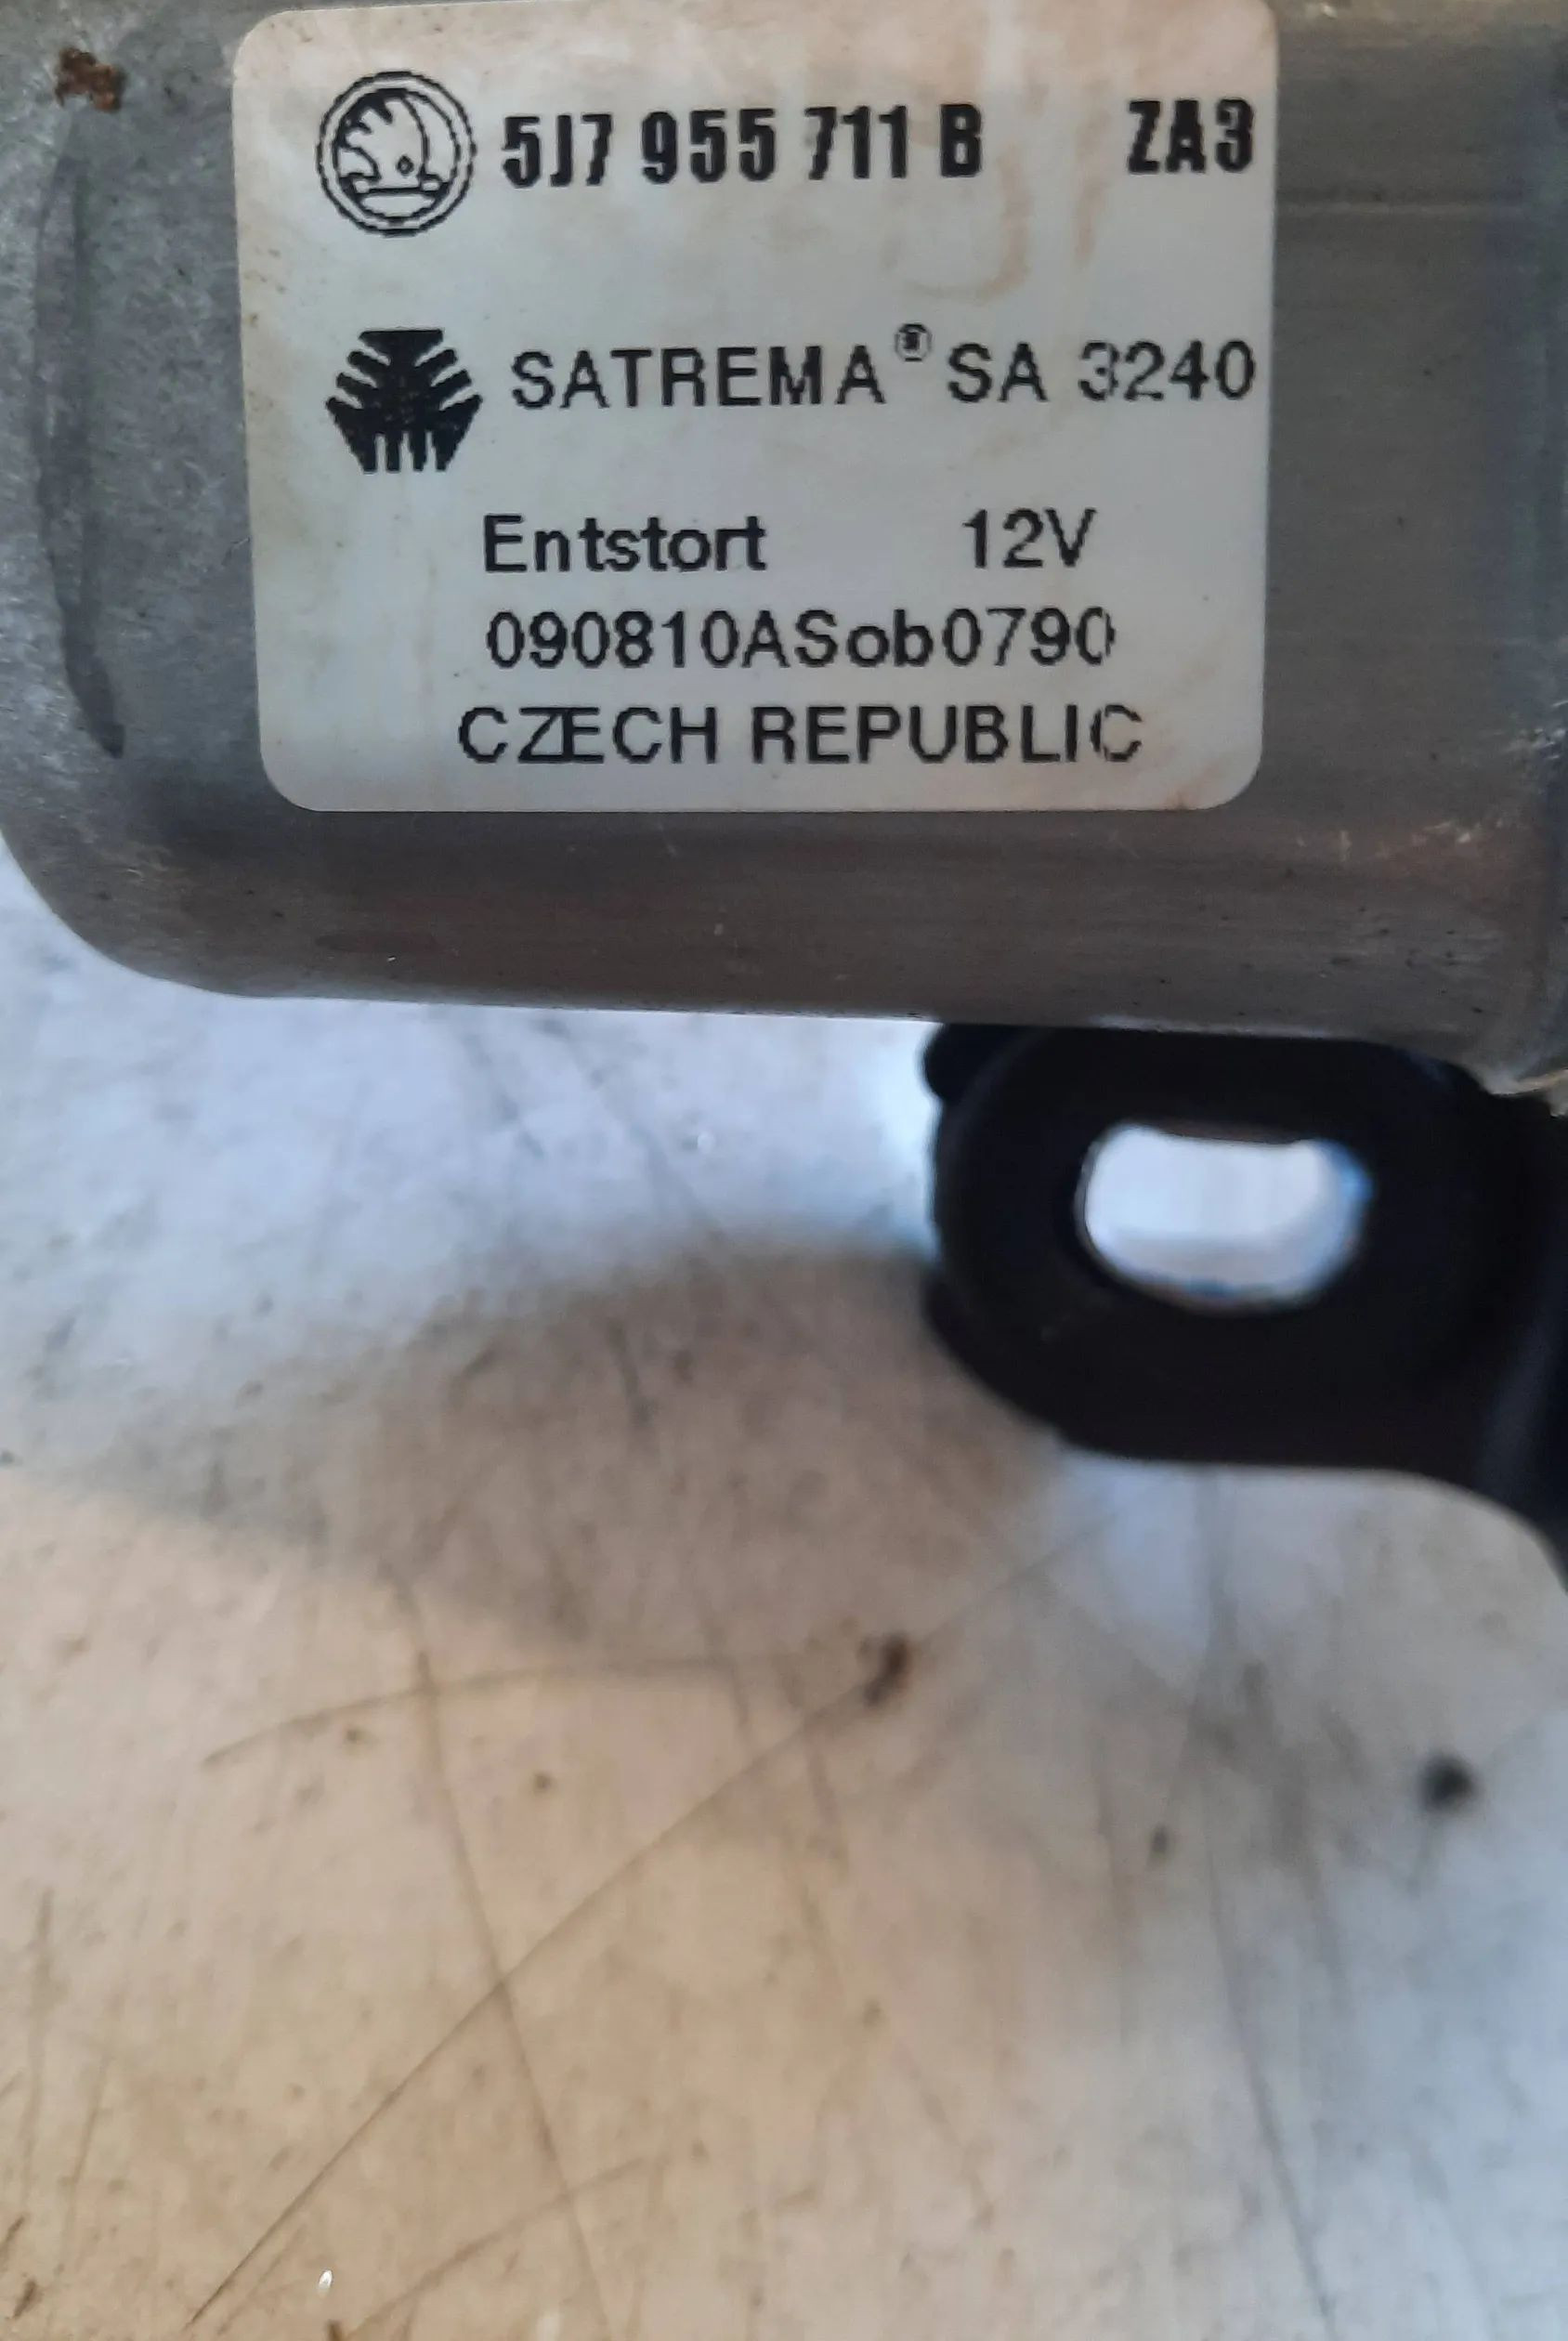 5J7 955 711 B ZA3
SATREMA® SA 3240
Entstort 12V
090810ASob0790
CZECH REPUBLIC